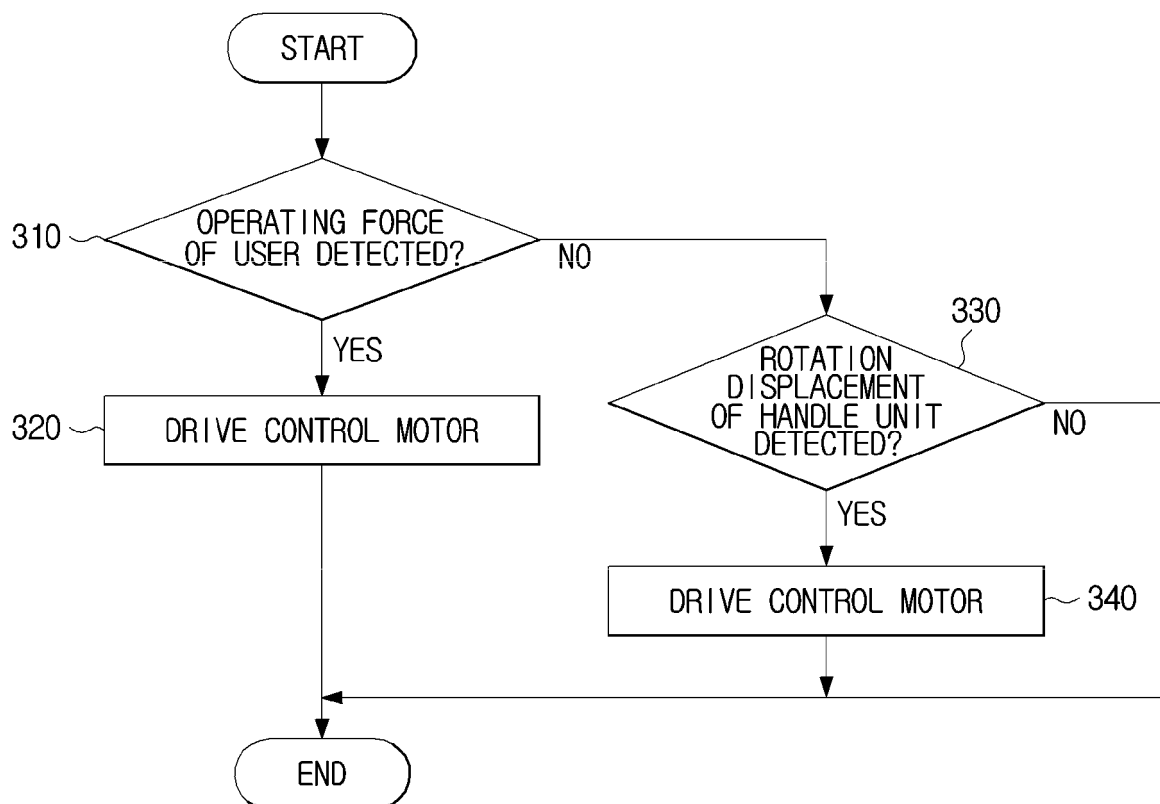 START
310
OPERATING FORCE
OF USER DETECTED?
NO
YES
330
ROTATION
DISPLACEMENT
OF HANDLE UNIT
DETECTED?
NO
320
DRIVE CONTROL MOTOR
YES
DRIVE CONTROL MOTOR
340
END